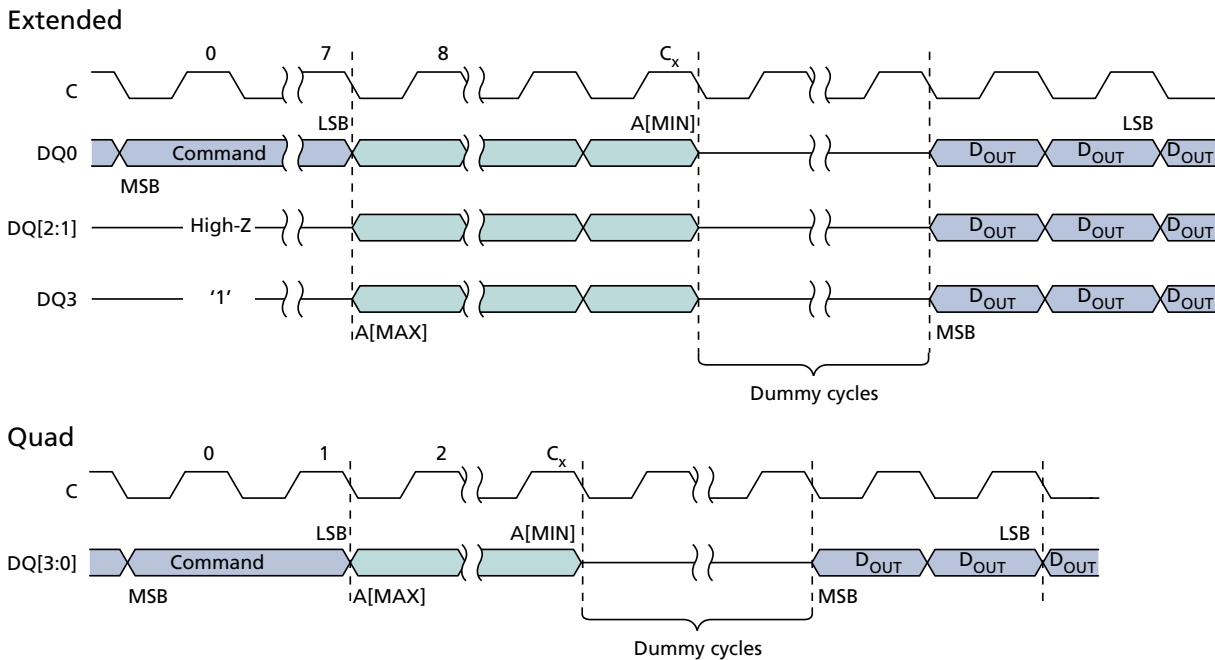 Extended
0 7 8 Cx
C
LSB A[MIN] LSB
DQ0 Command DOUT DOUT DOUT
MSB
DQ[2:1] High-Z DOUT DOUT DOUT
DQ3 ‘1’ DOUT DOUT DOUT
A[MAX] MSB
Dummy cycles
Quad
0 1 2 Cx
C
LSB A[MIN] LSB
DQ[3:0] Command DOUT DOUT DOUT
MSB A[MAX] MSB
Dummy cycles